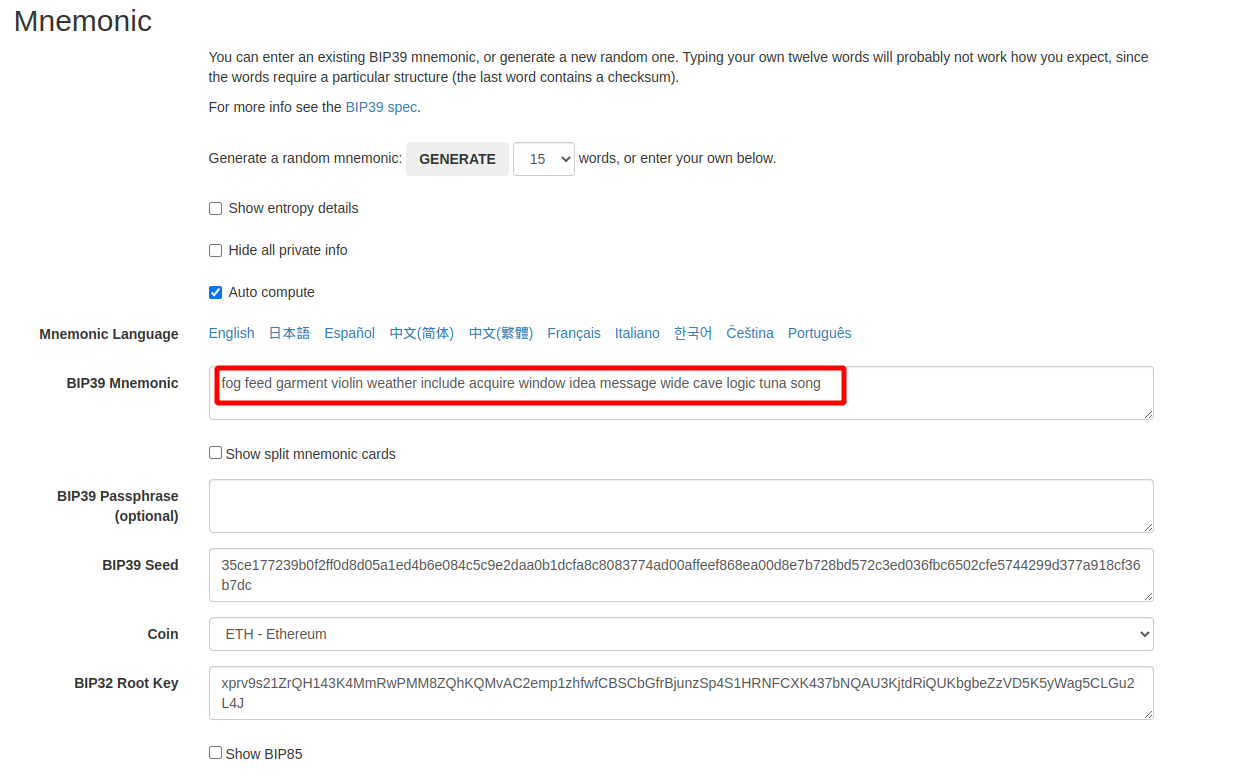 Mnemonic
You can enter an existing BIP39 mnemonic, or generate a new random one. Typing your own twelve words will probably not work how you expect, since
the words require a particular structure (the last word contains a checksum).
For more info see the BIP39 spec.
Generate a random mnemonic: GENERATE 15 words, or enter your own below.
Show entropy details
Hide all private info
Auto compute
Mnemonic Language English 日本語 Español 中文(简体) 中文(繁體) Français Italiano 한국어 Čeština Português
BIP39 Mnemonic fog feed garment violin weather include acquire window idea message wide cave logic tuna song
Show split mnemonic cards
BIP39 Passphrase
(optional)
BIP39 Seed 35ce177239b0f2ff0d8d05a1ed4b6e084c5c9e2daa0b1dcfa8c8083774ad00affeef868ea00d8e7b728bd572c3ed036fbc6502cfe5744299d377a918cf36
b7dc
Coin ETH - Ethereum
BIP32 Root Key xprv9s21ZrQH143K4MmRwPMM8ZQhKQMvAC2emp1zhfwfCBSCbGfrBjunzSp4S1HRNFCXK437bNQAU3KjtdRiQUKbgbeZzVD5K5yWag5CLGu2
L4J
Show BIP85